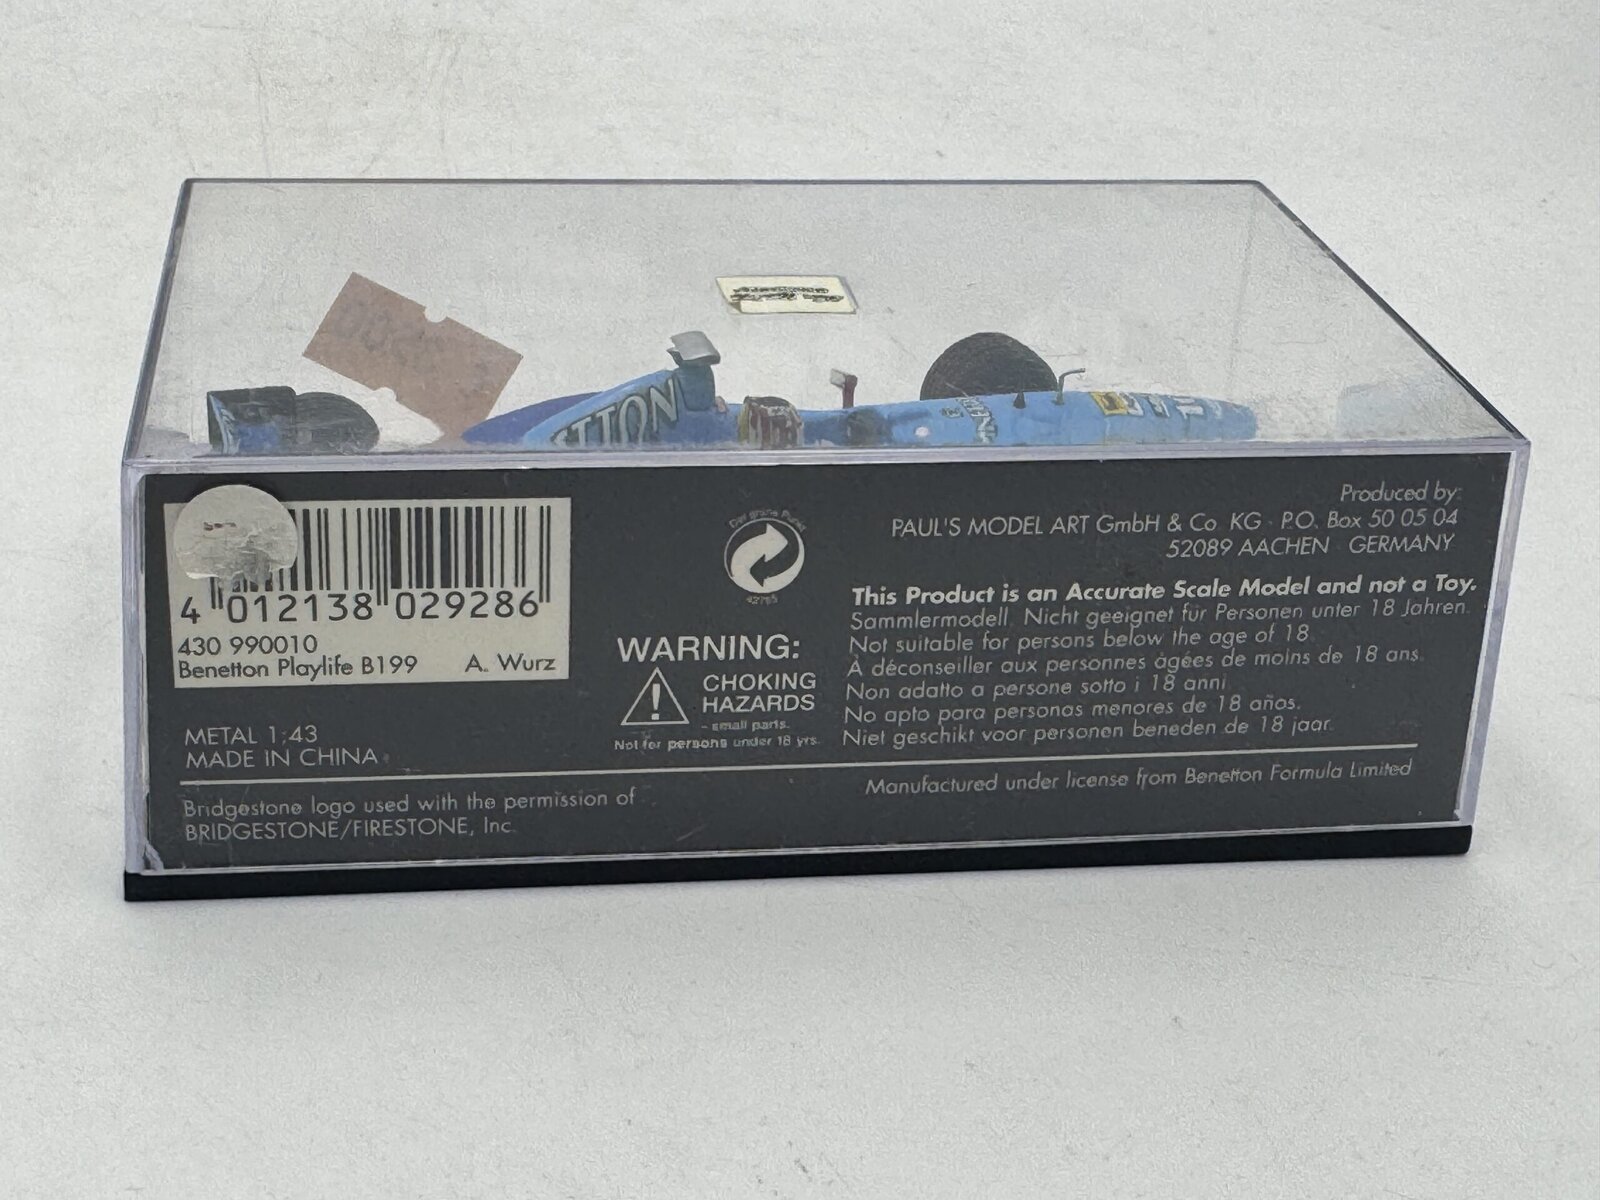 TTON
4 012138 029286
430 990010
Benetton Playlife B199 A. Wurz
METAL 1:43
MADE IN CHINA
Bridgestone logo used with the permission of
BRIDGESTONE/FIRESTONE, Inc.
Der grüne Punkt
WARNING:
CHOKING
HAZARDS
- small parts.
Not for persons under 18 yrs.
Produced by:
PAUL'S MODEL ART GmbH & Co KG · P.O. Box 50 05 04
52089 AACHEN GERMANY
This Product is an Accurate Scale Model and not a Toy.
Sammlermodell. Nicht geeignet für Personen unter 18 Jahren.
Not suitable for persons below the age of 18.
À déconseiller aux personnes âgées de moins de 18 ans.
Non adatto a persone sotto i 18 anni.
No apto para personas menores de 18 años.
Niet geschikt voor personen beneden de 18 jaar.
Manufactured under license from Benetton Formula Limited